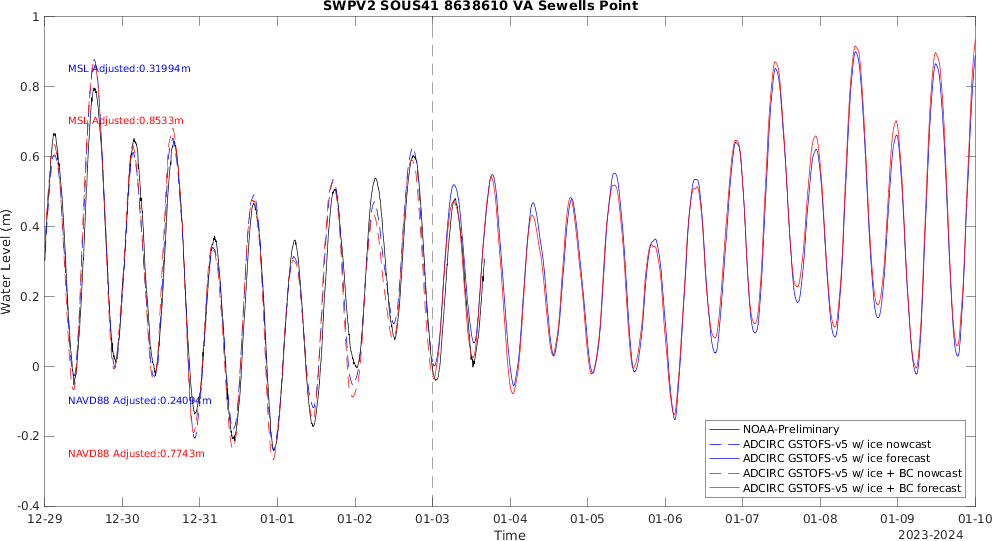 SWPV2 SOUS41 8638610 VA Sewells Point
MSL Adjusted:0.31994m
MSL Adjusted:0.8533m
NAVD88 Adjusted:0.24094m
NAVD88 Adjusted:0.7743m
Water Level (m)
1
0.8
0.6
0.4
0.2
0
-0.2
-0.4
NOAA-Preliminary
ADCIRC GSTOFS-v5 w/ ice nowcast
ADCIRC GSTOFS-v5 w/ ice forecast
ADCIRC GSTOFS-v5 w/ ice + BC nowcast
ADCIRC GSTOFS-v5 w/ ice + BC forecast
12-29 12-30 12-31 01-01 01-02 01-03 01-04 01-05 01-06 01-07 01-08 01-09 01-10
Time
2023-2024